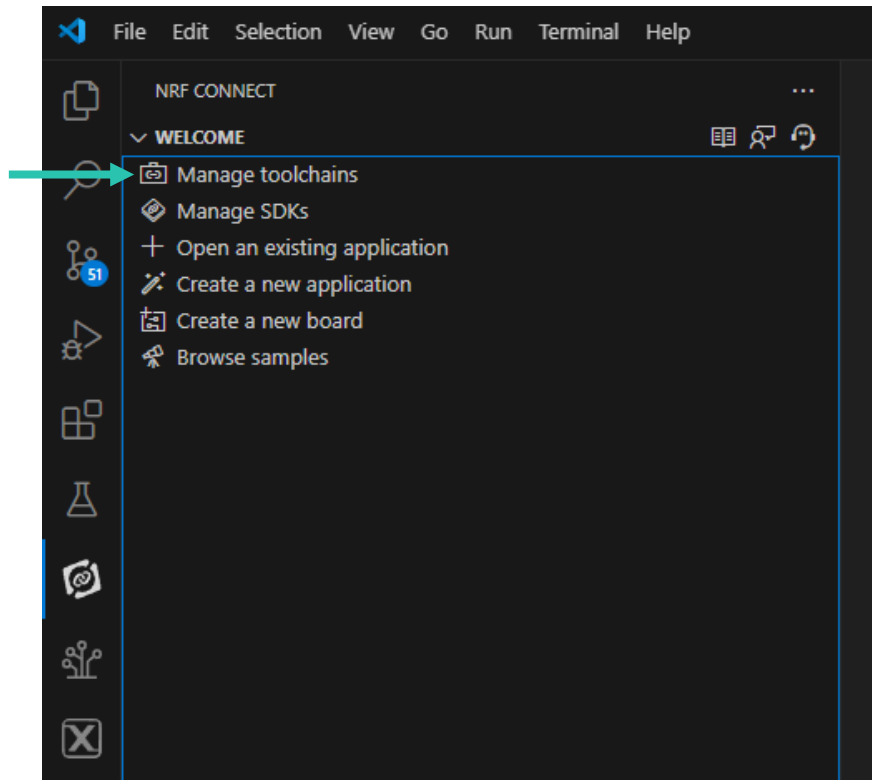 File Edit Selection View Go Run Terminal Help
NRF CONNECT
WELCOME
Manage toolchains
Manage SDKs
Open an existing application
51
Create a new application
Create a new board
Browse samples